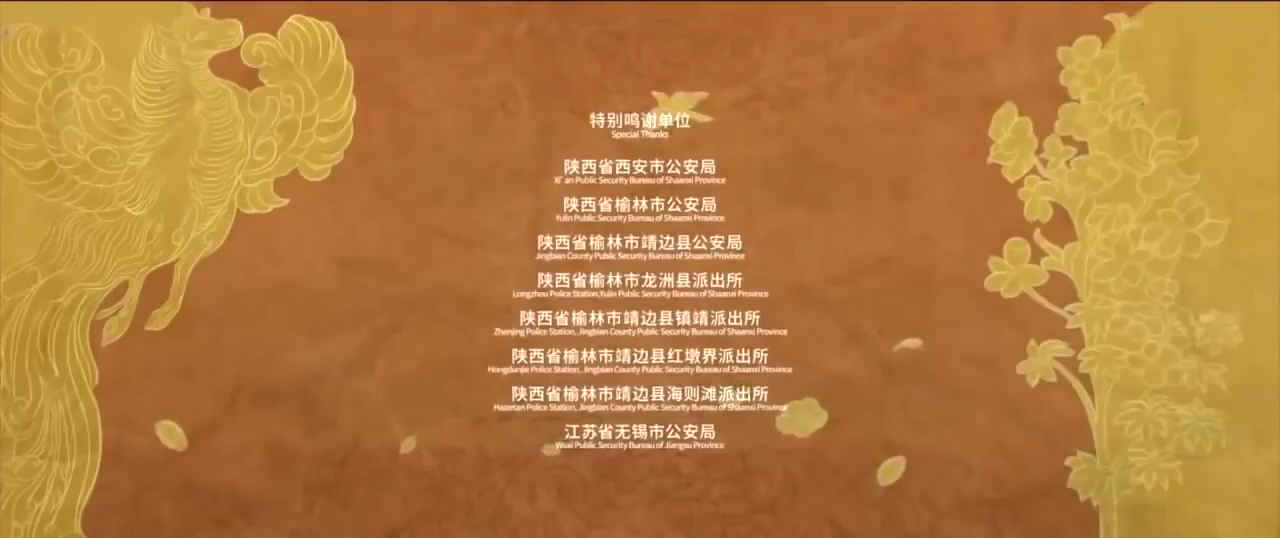 特别鸣谢单位
Special Thanks
陕西省西安市公安局
Xi' an Public Security Bureau of Shaanxi Province
陕西省榆林市公安局
Yulin Public Security Bureau of Shaanxi Province
陕西省榆林市靖边县公安局
Jingbian County Public Security Bureau of Shaanxi Province
陕西省榆林市龙洲县派出所
Longzhou Police Station,Yulin Public Security Bureau of Shaanxi Province
陕西省榆林市靖边县镇靖派出所
Zhenjing Police Station, Jingbian County Public Security Bureau of Shaanxi Province
陕西省榆林市靖边县红墩界派出所
Hongdunjie Police Station, Jingbian County Public Security Bureau of Shaanxi Province
陕西省榆林市靖边县海则滩派出所
Haizetan Police Station, Jingbian County Public Security Bureau of Shaanxi Province
江苏省无锡市公安局
Wuxi Public Security Bureau of Jiangsu Province